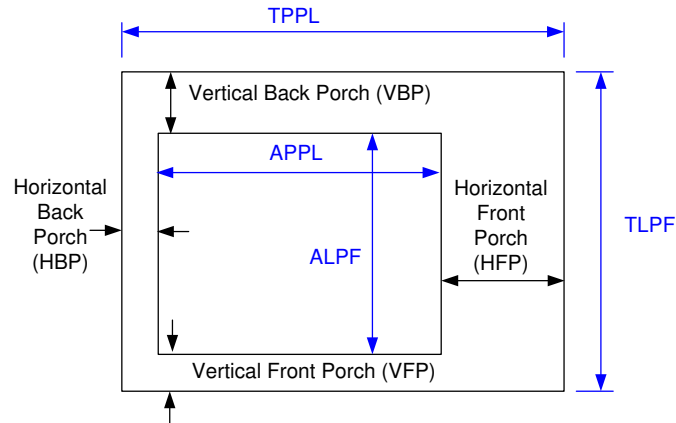 TPPL
Vertical Back Porch (VBP)
APPL
Horizontal
Back
Porch
(HBP)
Horizontal
Front
Porch
(HFP)
TLPF
ALPF
Vertical Front Porch (VFP)